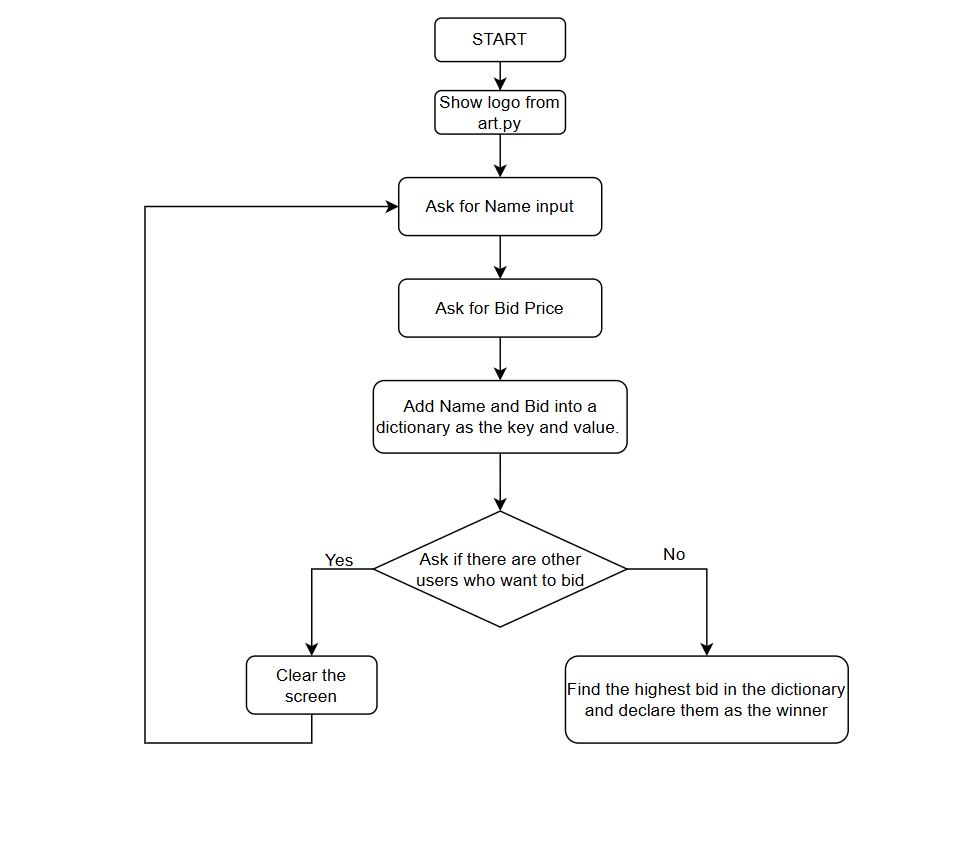 START
Show logo from
art.py
Ask for Name input
Ask for Bid Price
Add Name and Bid into a
dictionary as the key and value.
Ask if there are other
users who want to bid
Yes
No
Clear the
screen
Find the highest bid in the dictionary
and declare them as the winner